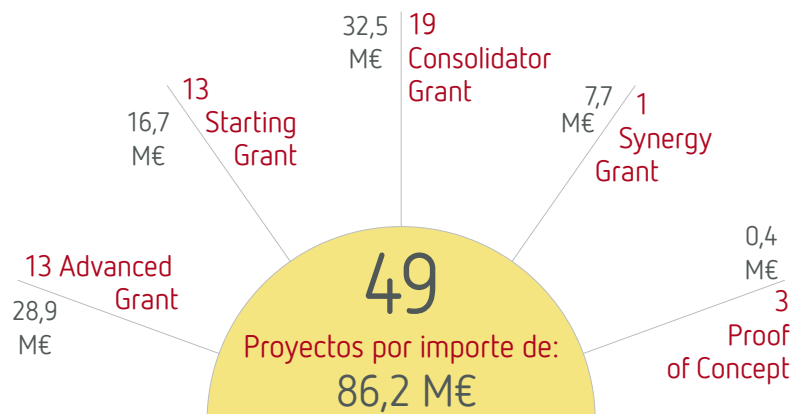 32,5
M€
19
Consolidator
Grant
13
Starting
Grant
16,7
M€
7,7
M€
1
Synergy
Grant
13 Advanced
Grant
28,9
M€
0,4
M€
3
Proof
of Concept
49
Proyectos por importe de:
86,2 M€